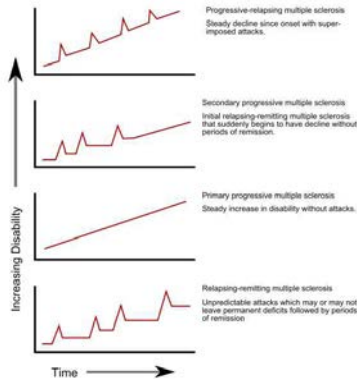 Progressive-relapsing multiple sclerosis
Steady decline since onset with super-
imposed attacks.
Secondary progressive multiple sclerosis
Initial relapsing-remitting multiple sclerosis
that suddenly begins to have decline without
periods of remission.
Primary progressive multiple sclerosis
Steady increase in disability without attacks.
Relapsing-remitting multiple sclerosis
Unpredictable attacks which may or may not
leave permanent deficits followed by periods
of remission
Increasing Disability
Time